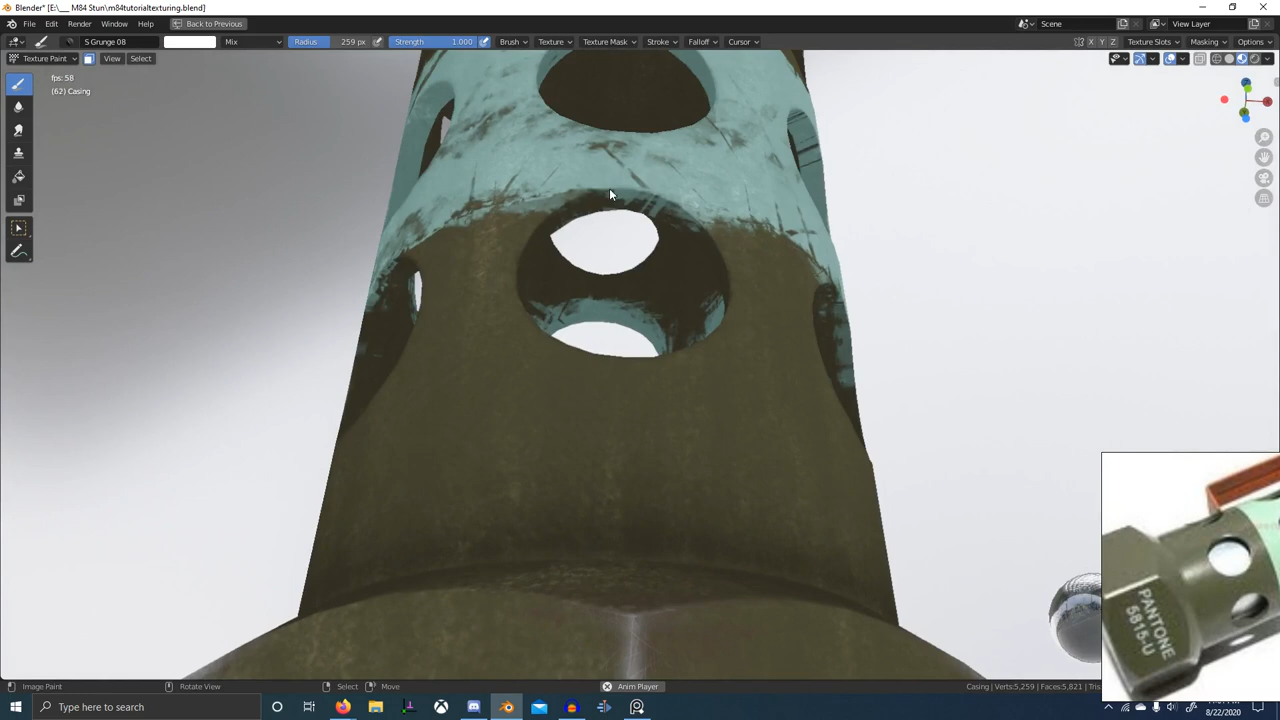 Blender* [E:\___ M84 Stun\m84tutorialtexturing.blend]
File Edit Render Window Help Back to Previous Scene View Layer
S Grunge 08 Mix Radius 259 px Strength 1.000 Brush Texture Texture Mask Stroke Falloff Cursor X Y Z Texture Slots Masking Options
Texture Paint View Select
fps: 58
(62) Casing
PANTONE
5815-U
Image Paint Rotate View Select Move Anim Player Casing | Verts:5,259 | Faces:5,821 | Tris
Type here to search
8/22/2020